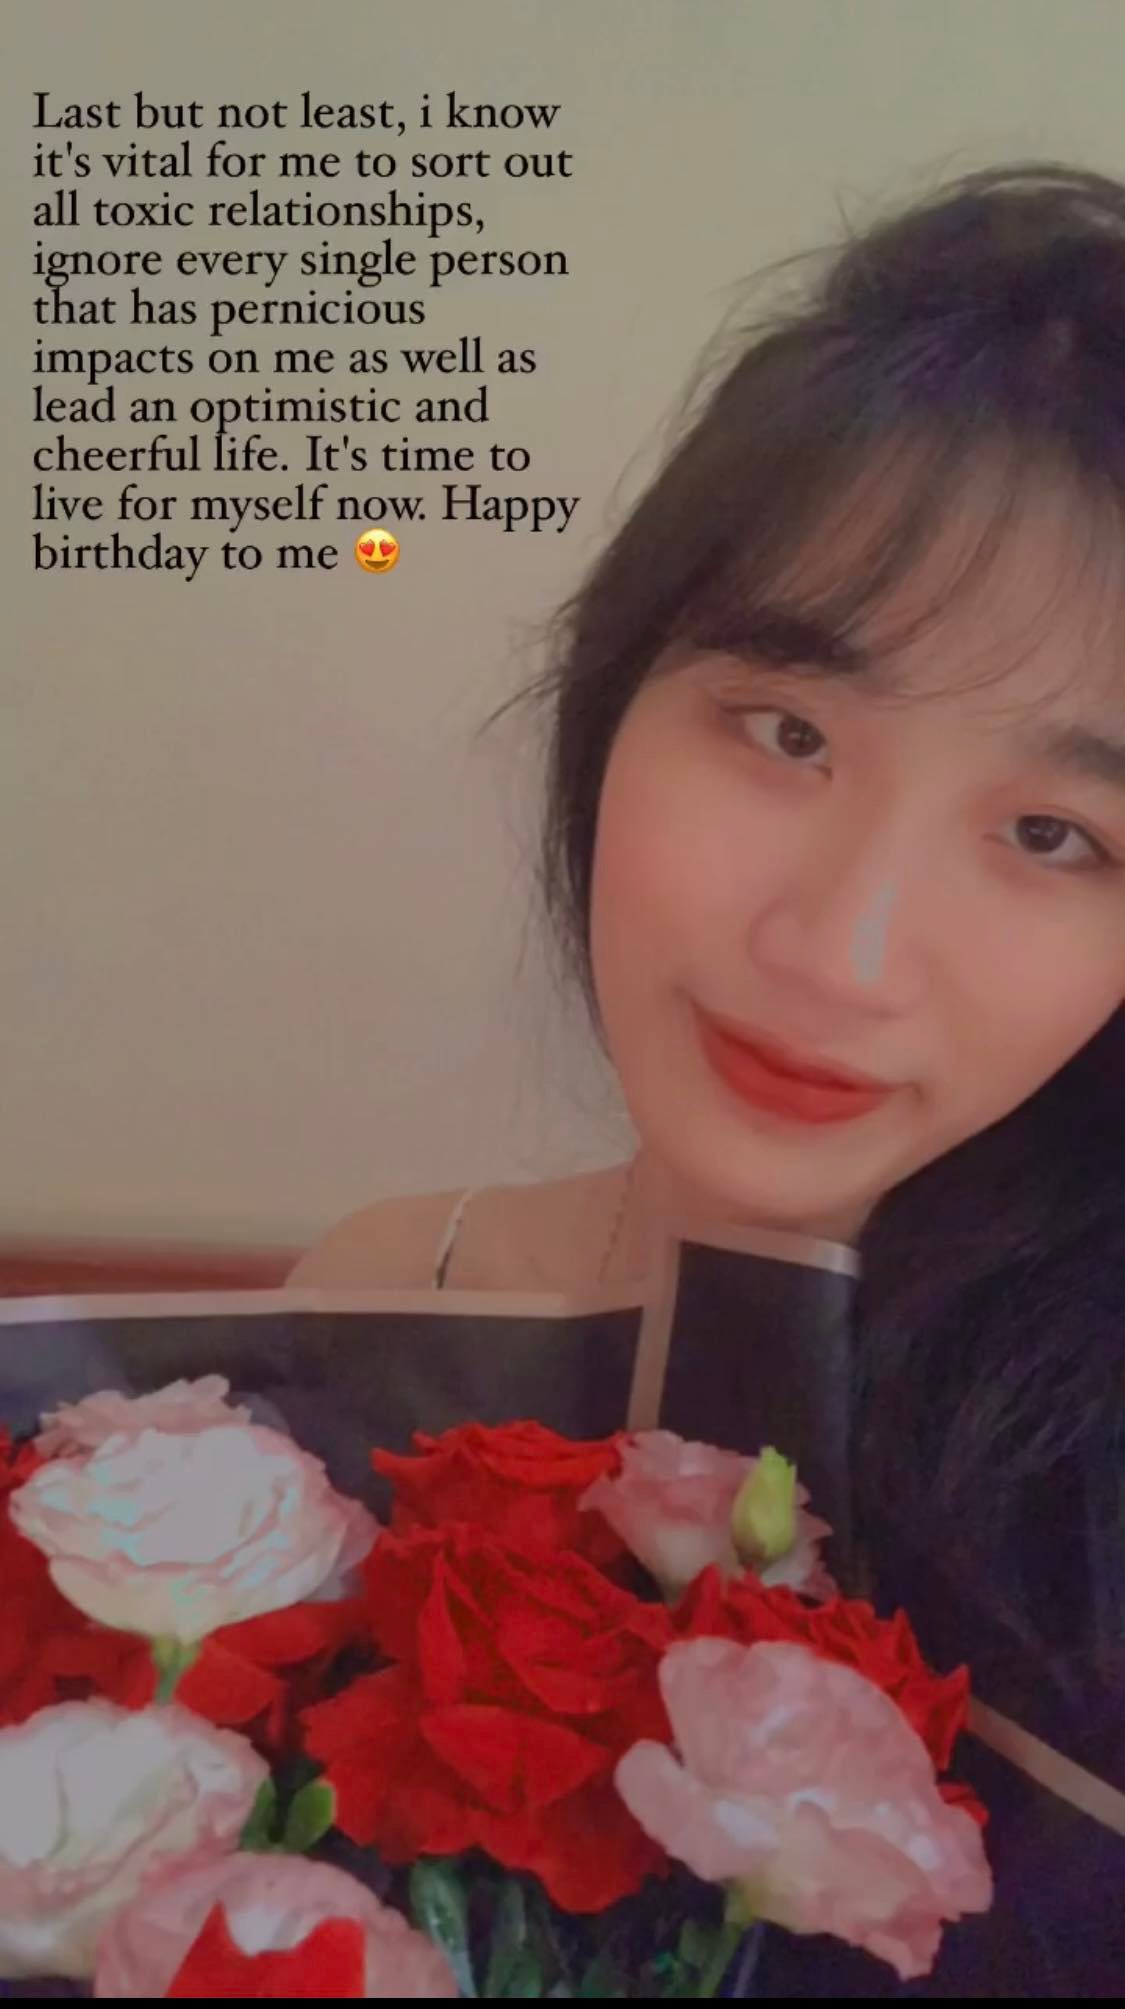 Last but not least, i know
it's vital for me to sort out
all toxic relationships,
ignore every single person
that has pernicious
impacts on me as well as
lead an optimistic and
cheerful life. It's time to
live for myself now. Happy
birthday to me 😍